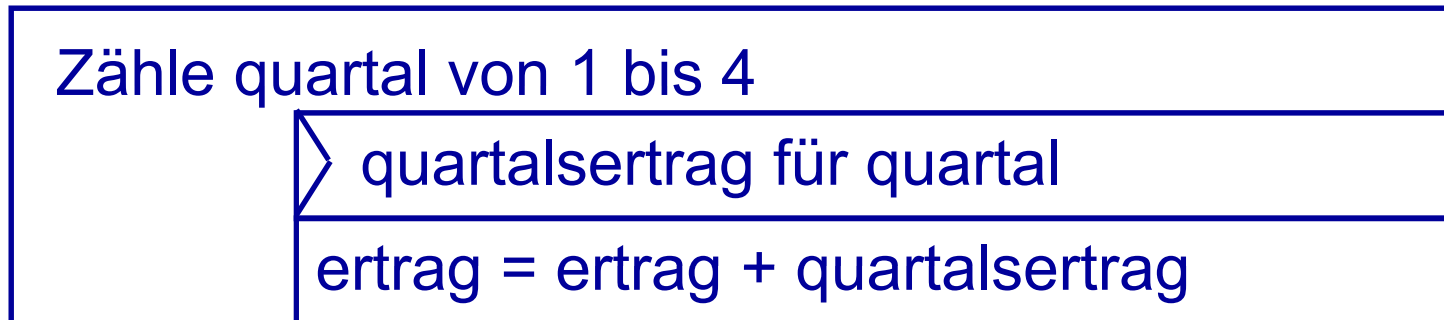 Zähle quartal von 1 bis 4
quartalsertrag für quartal
ertrag = ertrag + quartalsertrag